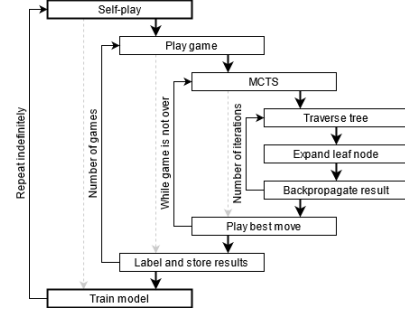 Self-play
Play game
MCTS
Traverse tree
Expand leaf node
Backpropagate result
Play best move
Label and store results
Train model
Repeat indefinitely
Number of games
While game is not over
Number of iterations